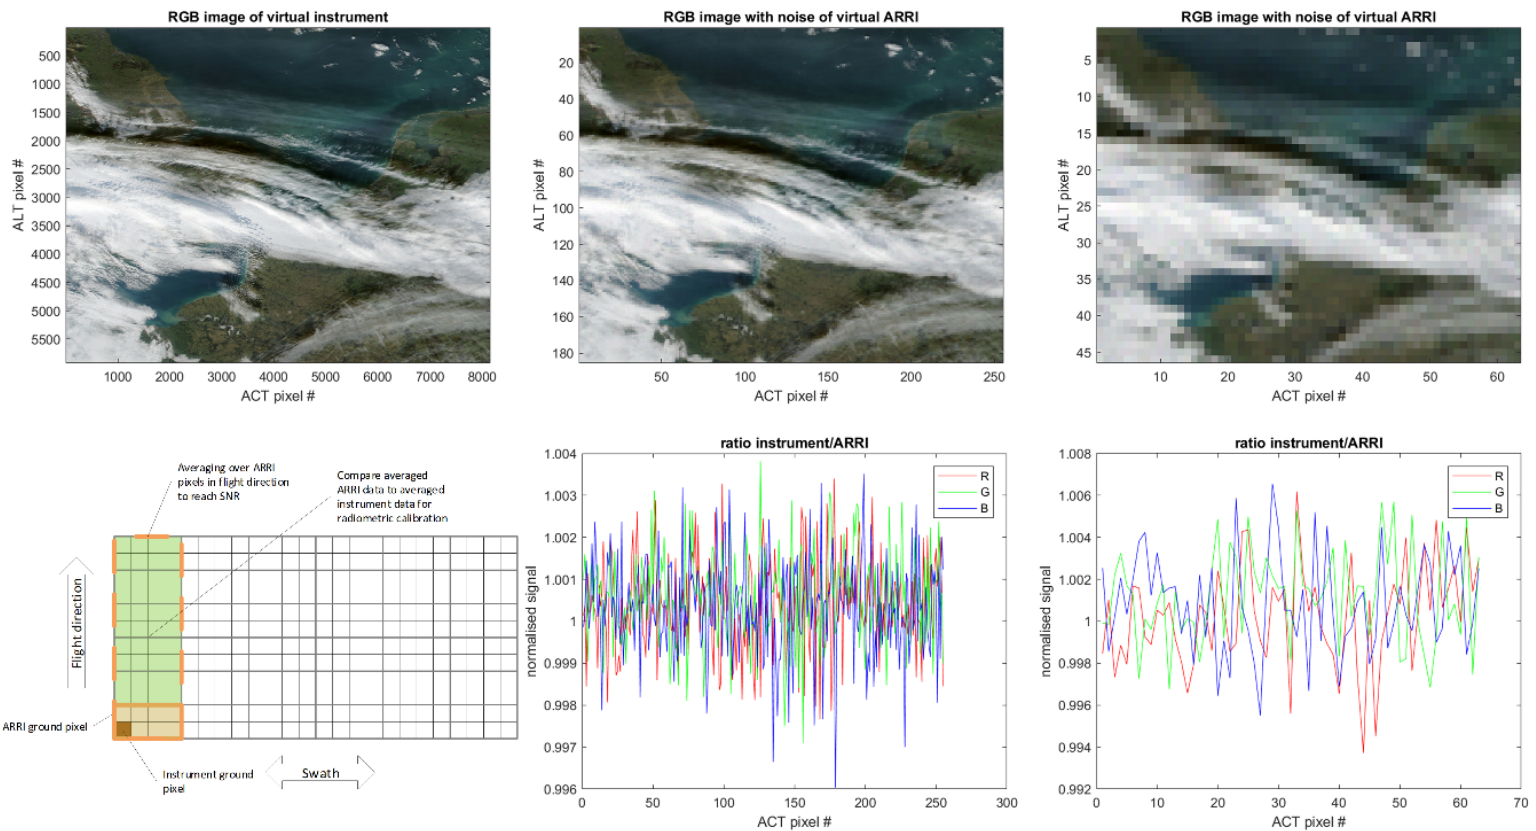 RGB image of virtual instrument
500
1000
1500
2000
2500
3000
3500
4000
4500
5000
5500
ALT pixel #
1000 2000 3000 4000 5000 6000 7000 8000
ACT pixel #
RGB image with noise of virtual ARRI
20
40
60
80
100
120
140
160
180
ALT pixel #
50 100 150 200 250
ACT pixel #
RGB image with noise of virtual ARRI
5
10
15
20
25
30
35
40
45
ALT pixel #
10 20 30 40 50 60
ACT pixel #
Averaging over ARRI
pixels in flight direction
to reach SNR
Compare averaged
ARRI data to averaged
instrument data for
radiometric calibration
Flight direction
ARRI ground pixel
Instrument ground
pixel
Swath
ratio instrument/ARRI
1.004
1.003
1.002
1.001
1
0.999
0.998
0.997
0.996
normalised signal
R
G
B
0 50 100 150 200 250 300
ACT pixel #
ratio instrument/ARRI
1.008
1.006
1.004
1.002
1
0.998
0.996
0.994
0.992
normalised signal
R
G
B
0 10 20 30 40 50 60 70
ACT pixel #